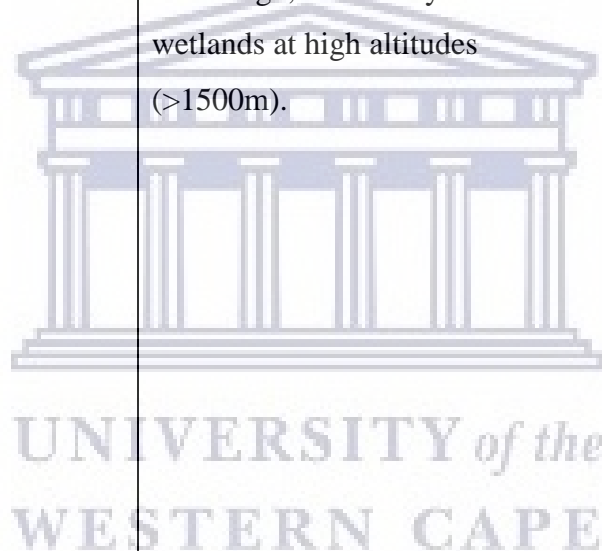 wetlands at high altitudes
(>1500m).
UNIVERSITY of the
WESTERN CAPE